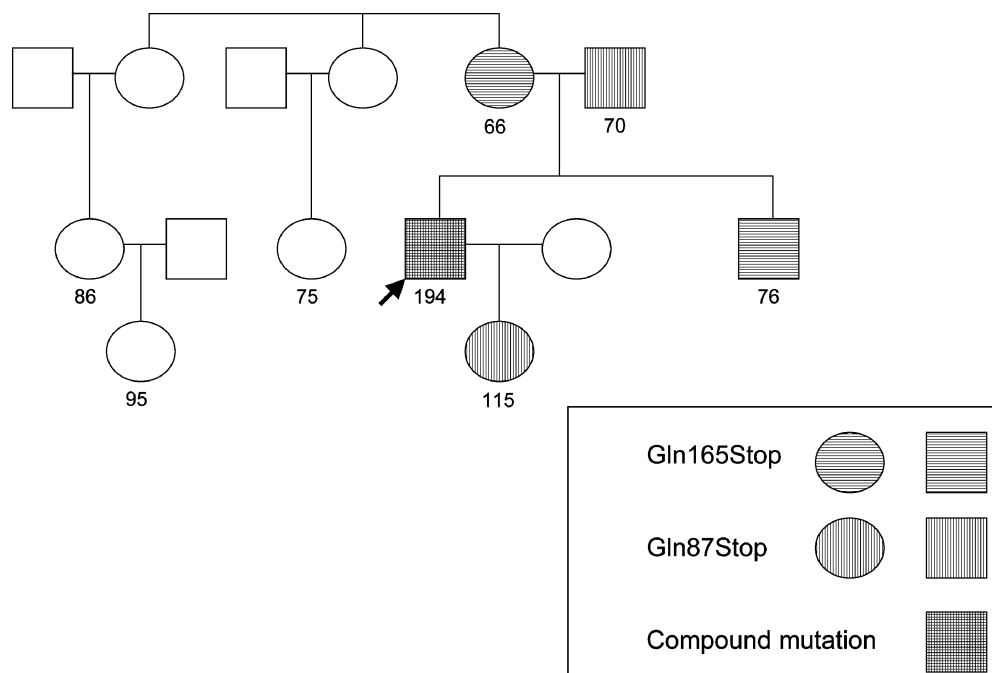 66 70
86 75 194 76
95 115
Gln165Stop
Gln87Stop
Compound mutation